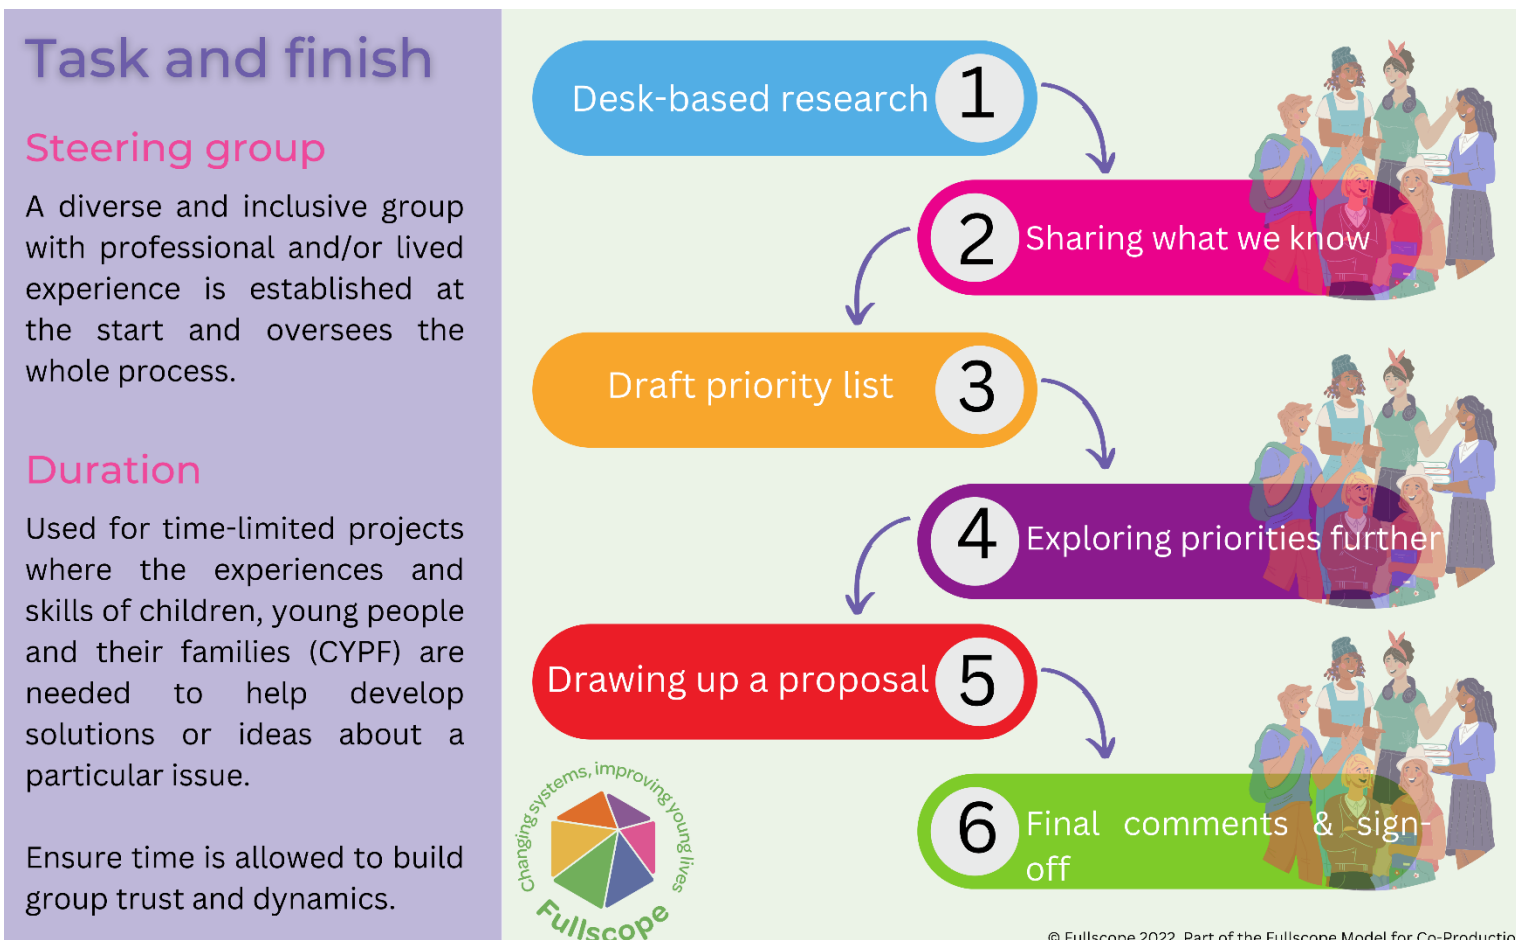 Task and finish
Steering group
A diverse and inclusive group
with professional and/or lived
experience is established at
the start and oversees the
whole process.
Duration
Used for time-limited projects
where the experiences and
skills of children, young people
and their families (CYPF) are
needed to help develop
solutions or ideas about a
particular issue.
Ensure time is allowed to build
group trust and dynamics.
Desk-based research 1
2 Sharing what we know
Draft priority list 3
4 Exploring priorities further
Drawing up a proposal 5
6 Final comments & sign-
off
Changing systems, improving young lives
Fullscope
© Fullscope 2022. Part of the Fullscope Model for Co-Productio